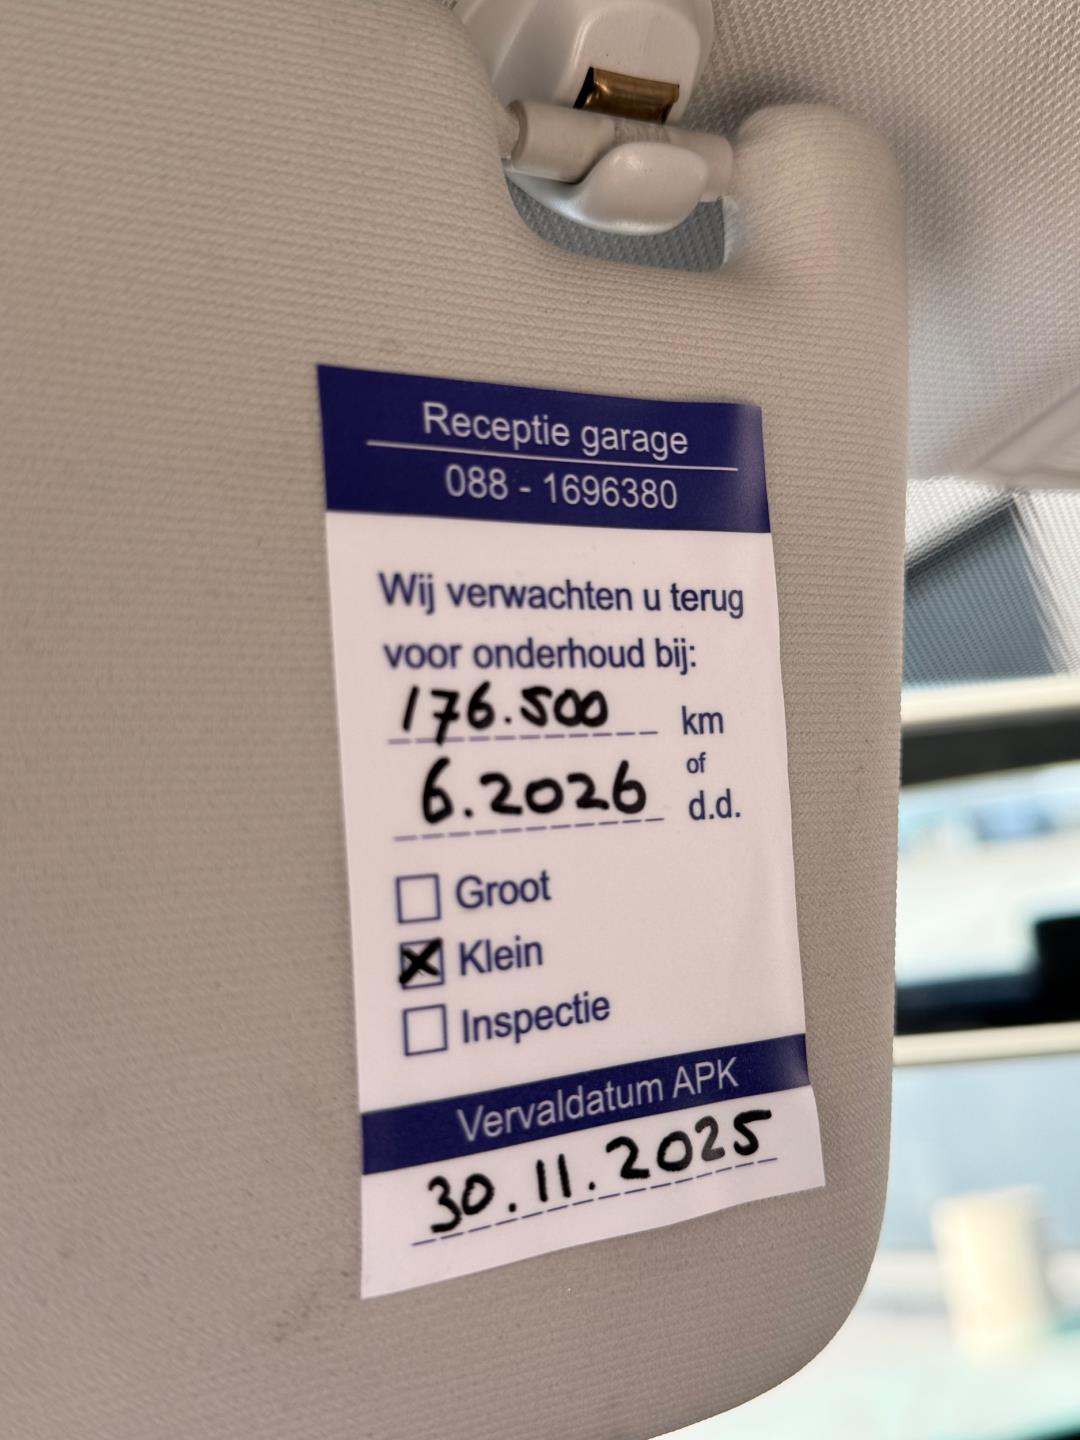 Receptie garage
088 - 1696380
Wij verwachten u terug
voor onderhoud bij:
176.500 km
of
6.2026 d.d.
Groot
Klein
Inspectie
Vervaldatum APK
30.11.2025